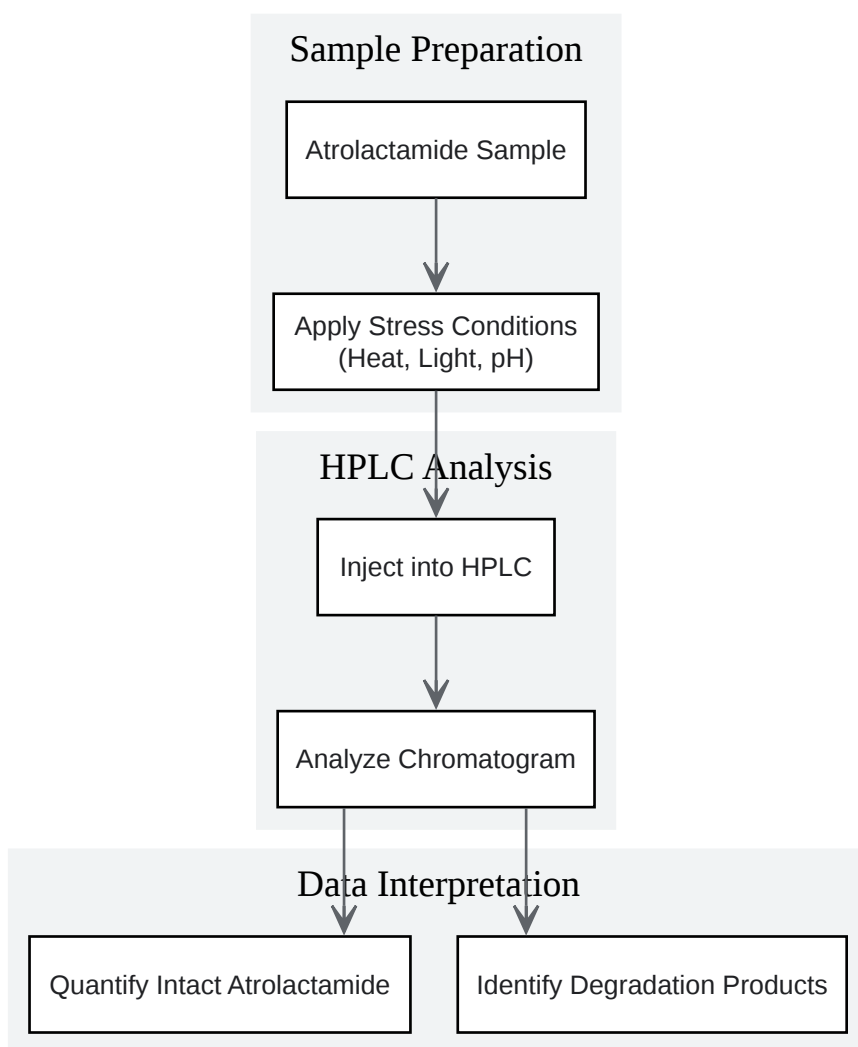 Sample Preparation
Atrolactamide Sample
Apply Stress Conditions
(Heat, Light, pH)
HPLC Analysis
Inject into HPLC
Analyze Chromatogram
Data Interpretation
Quantify Intact Atrolactamide
Identify Degradation Products